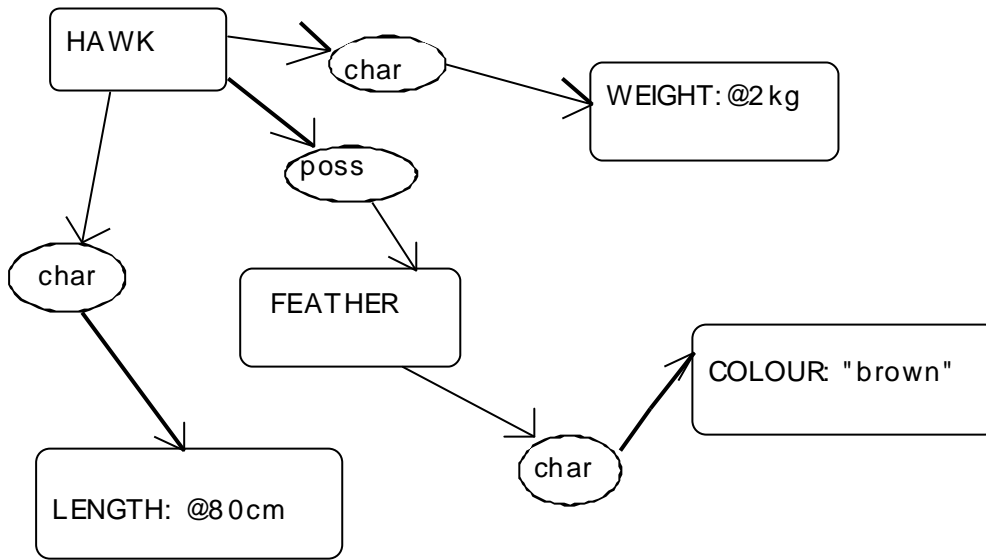 HAWK
char
WEIGHT: @2kg
poss
char
FEATHER
COLOUR: "brown"
char
LENGTH: @80cm